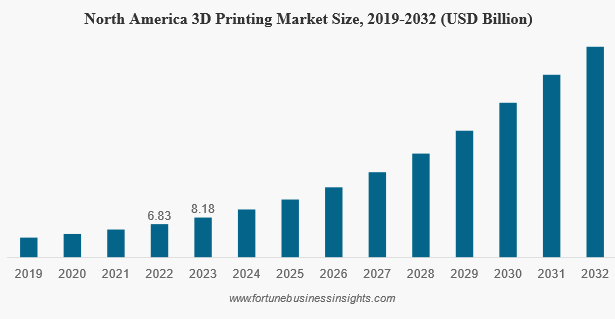 North America 3D Printing Market Size, 2019-2032 (USD Billion)
6.83
8.18
2019 2020 2021 2022 2023 2024 2025 2026 2027 2028 2029 2030 2031 2032
www.fortunebusinessinsights.com